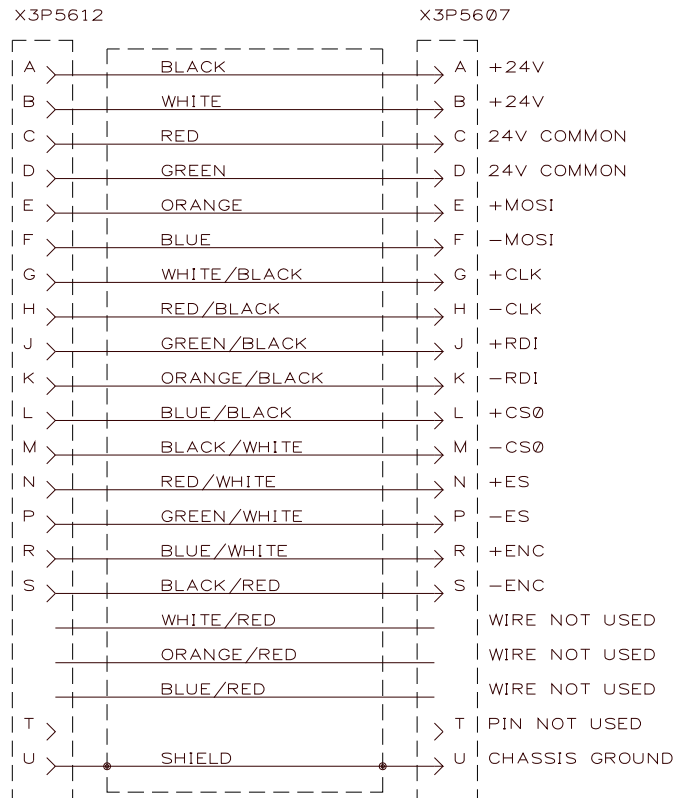 X3P5612 X3P5607
A BLACK A +24V
B WHITE B +24V
C RED C 24V COMMON
D GREEN D 24V COMMON
E ORANGE E +MOSI
F BLUE F −MOSI
G WHITE/BLACK G +CLK
H RED/BLACK H −CLK
J GREEN/BLACK J +RDI
K ORANGE/BLACK K −RDI
L BLUE/BLACK L +CS0
M BLACK/WHITE M −CS0
N RED/WHITE N +ES
P GREEN/WHITE P −ES
R BLUE/WHITE R +ENC
S BLACK/RED S −ENC
WHITE/RED WIRE NOT USED
ORANGE/RED WIRE NOT USED
BLUE/RED WIRE NOT USED
T T PIN NOT USED
U SHIELD U CHASSIS GROUND